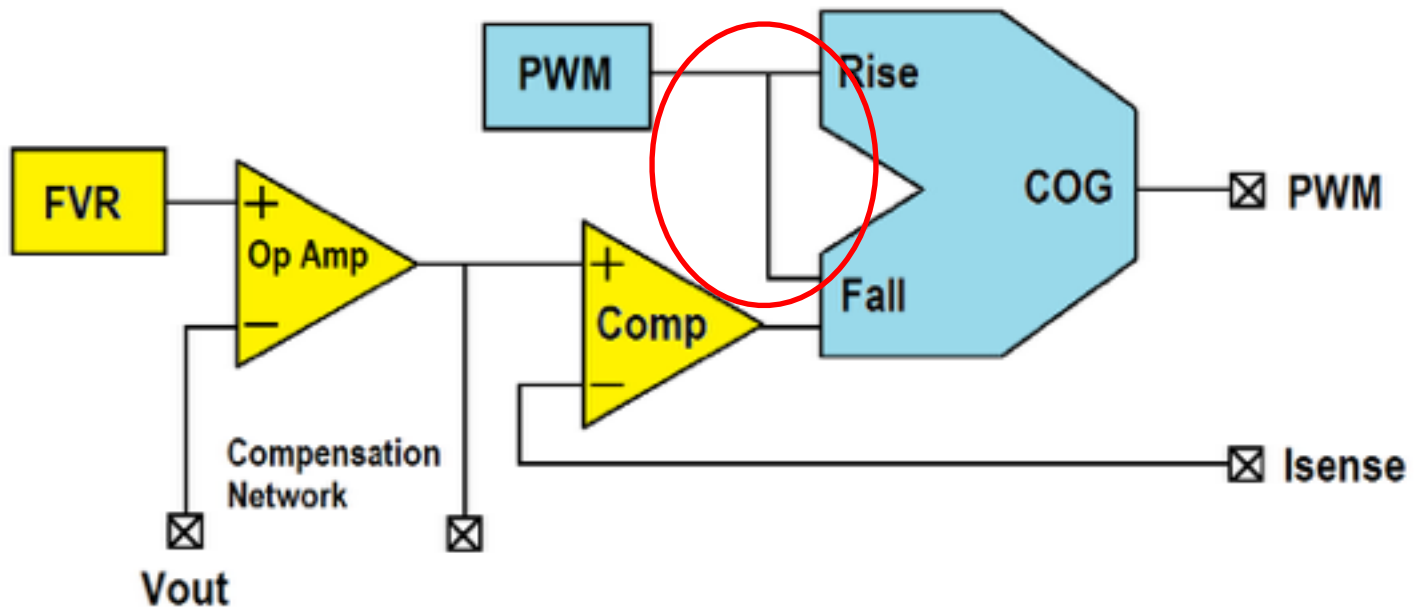 PWM
Rise
FVR
+
Op Amp
−
COG
PWM
+
Comp
−
Fall
Compensation
Network
Isense
Vout